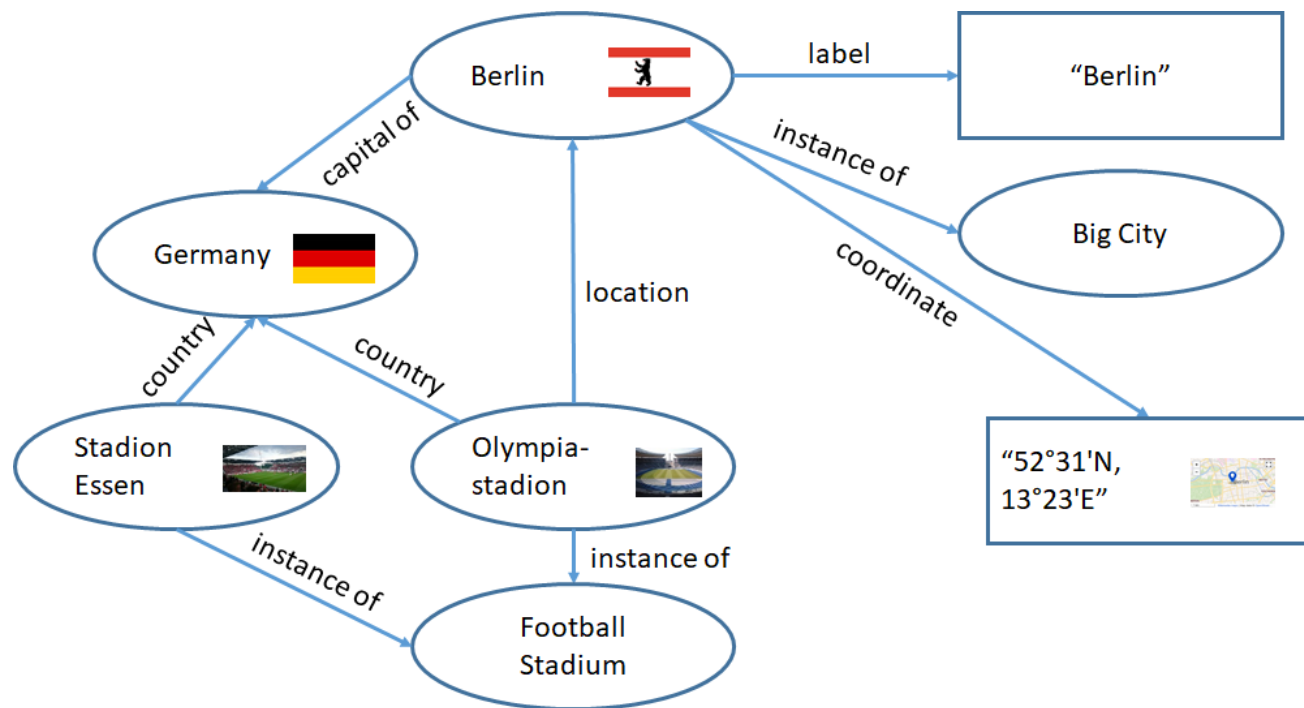 Berlin
label
“Berlin”
capital of
instance of
Big City
Germany
location
coordinate
country
country
Stadion
Essen
Olympia-
stadion
“52°31'N,
13°23'E”
instance of
instance of
Football
Stadium